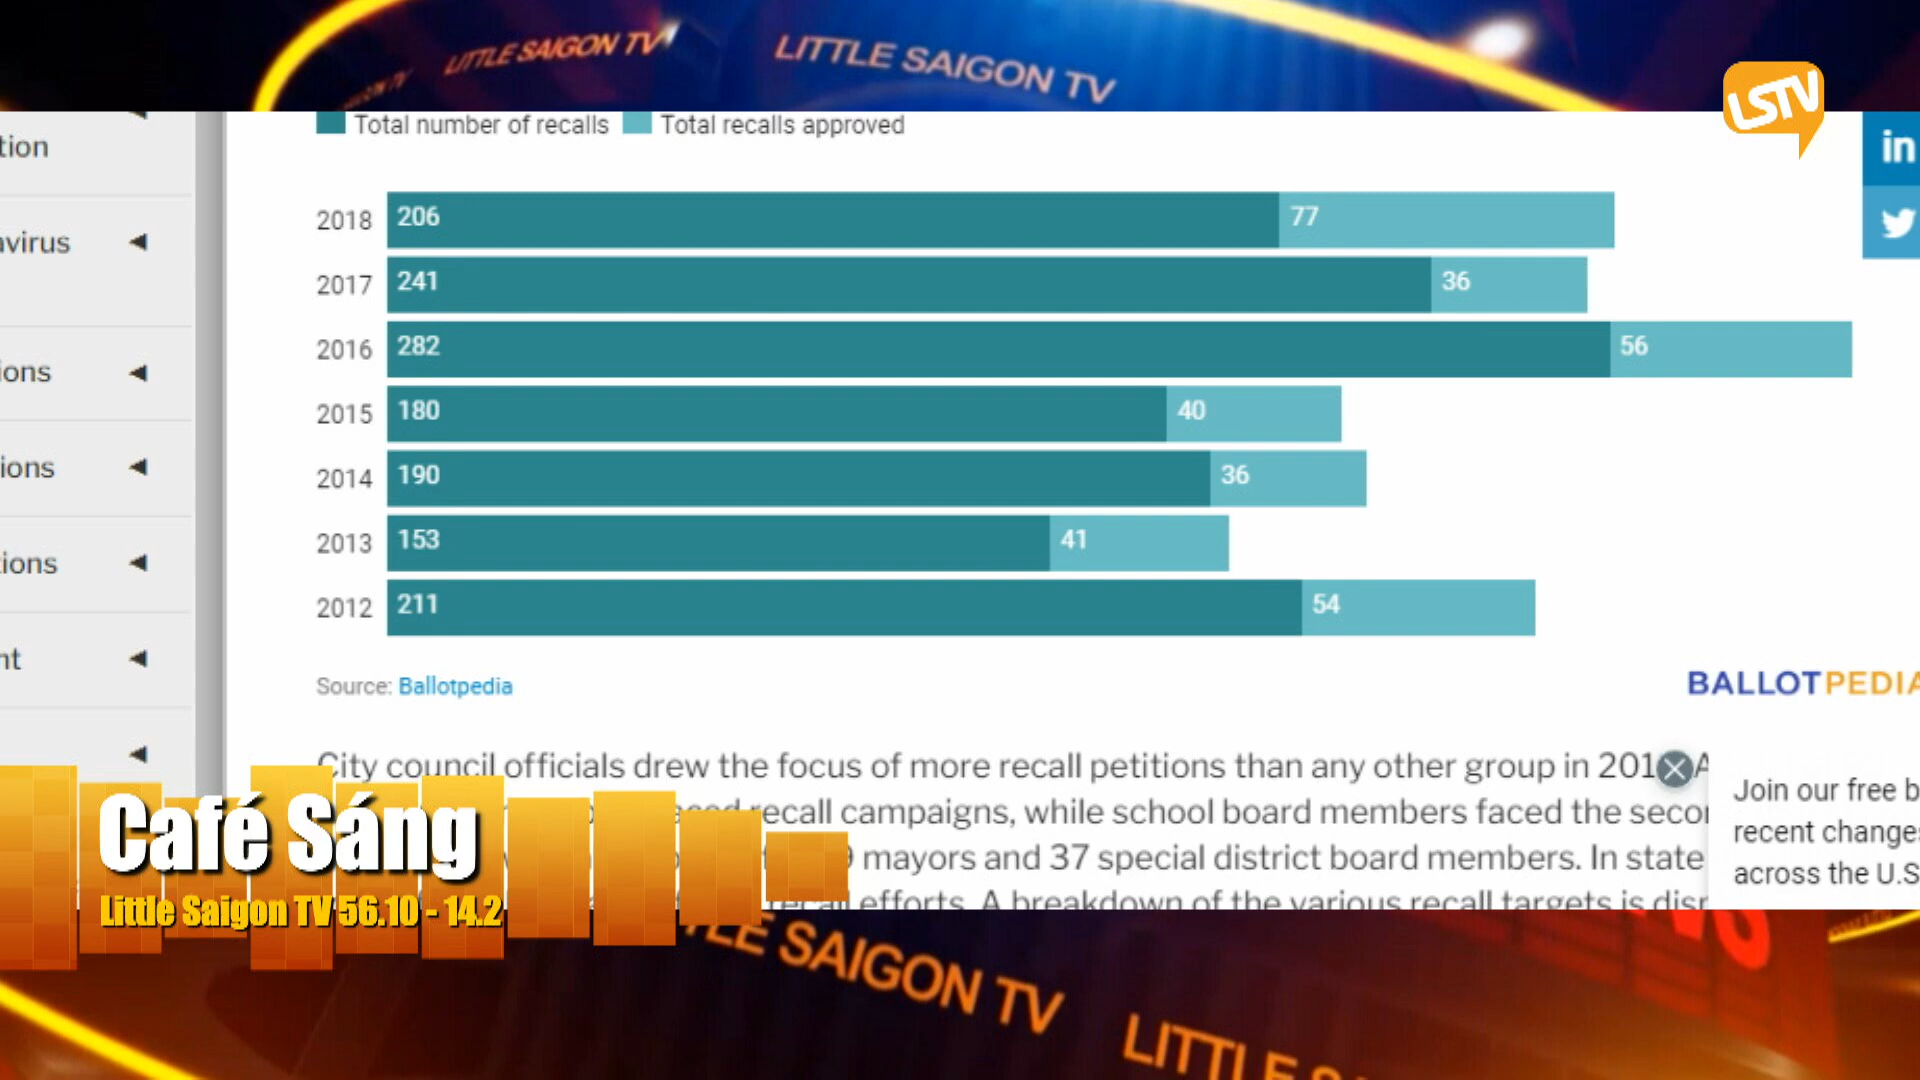 LITTLE SAIGON TV
LITTLE SAIGON TV
LSTV
Total number of recalls Total recalls approved
tion
in
2018 206 77
avirus
2017 241 36
2016 282 56
ions
2015 180 40
2014 190 36
ions
2013 153 41
tions
2012 211 54
nt
Source: Ballotpedia
BALLOTPEDIA
City council officials drew the focus of more recall petitions than any other group in 201
recall campaigns, while school board members faced the secon
mayors and 37 special district board members. In state
efforts. A breakdown of the various recall targets is disp
Join our free b
recent changes
across the U.S
Café Sáng
Little Saigon TV 56.10 - 14.2
TLE SAIGON TV
LITTLE S